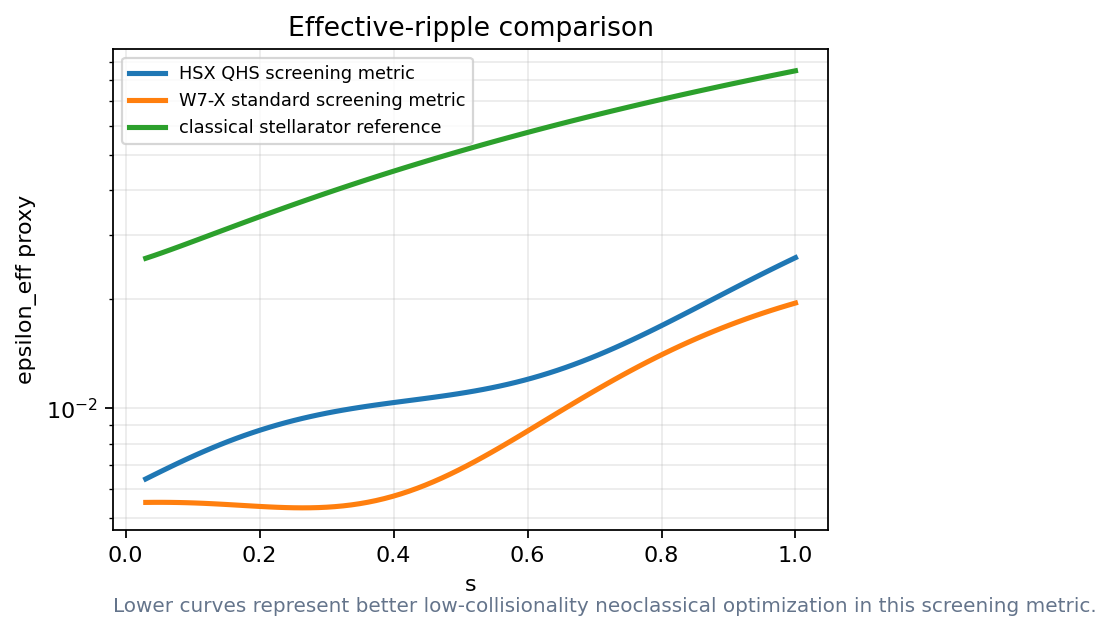 Effective-ripple comparison
HSX QHS screening metric
W7-X standard screening metric
classical stellarator reference
epsilon_eff proxy
10⁻²
0.0 0.2 0.4 0.6 0.8 1.0
s
Lower curves represent better low-collisionality neoclassical optimization in this screening metric.